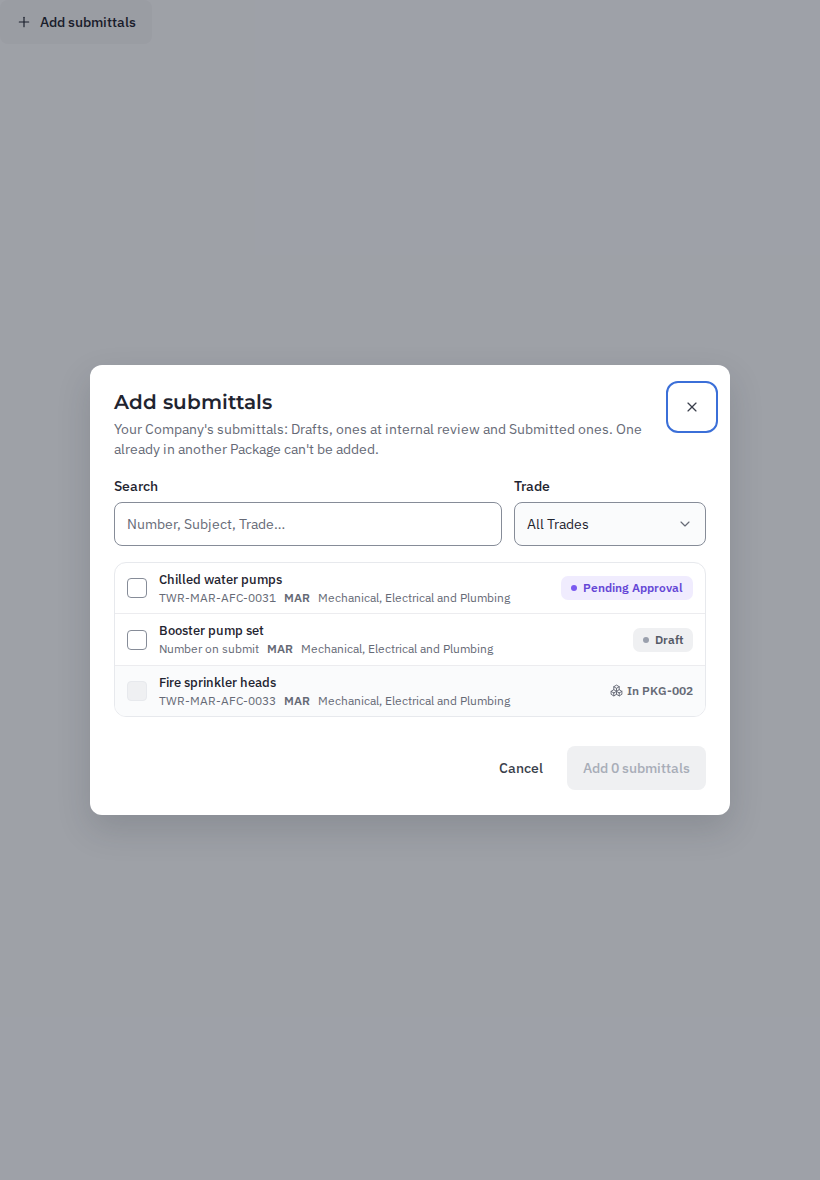 Add submittals
Add submittals
Your Company's submittals: Drafts, ones at internal review and Submitted ones. One
already in another Package can't be added.
Search
Trade
Number, Subject, Trade...
All Trades
Chilled water pumps
TWR-MAR-AFC-0031 MAR Mechanical, Electrical and Plumbing
Pending Approval
Booster pump set
Number on submit MAR Mechanical, Electrical and Plumbing
Draft
Fire sprinkler heads
TWR-MAR-AFC-0033 MAR Mechanical, Electrical and Plumbing
In PKG-002
Cancel
Add 0 submittals